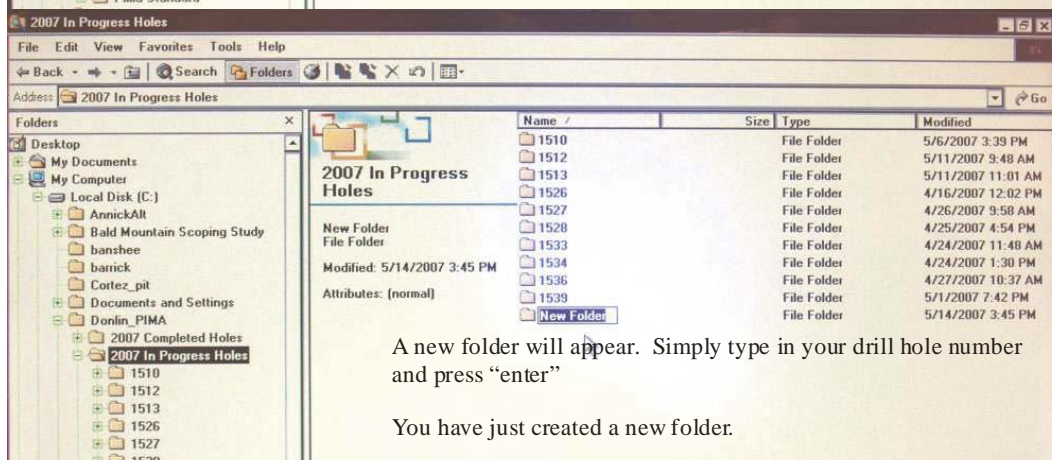 2007 In Progress Holes
File Edit View Favorites Tools Help
Back Search Folders
Address 2007 In Progress Holes Go
Folders
Desktop
My Documents
My Computer
Local Disk (C:)
AnnickAlt
Bald Mountain Scoping Study
banshee
barrick
Cortez_pit
Documents and Settings
Donlin_PIMA
2007 Completed Holes
2007 In Progress Holes
1510
1512
1513
1526
1527
2007 In Progress
Holes
New Folder
File Folder
Modified: 5/14/2007 3:45 PM
Attributes: (normal)
Name Size Type Modified
1510 File Folder 5/6/2007 3:39 PM
1512 File Folder 5/11/2007 9:48 AM
1513 File Folder 5/11/2007 11:01 AM
1526 File Folder 4/16/2007 12:02 PM
1527 File Folder 4/26/2007 9:58 AM
1528 File Folder 4/25/2007 4:54 PM
1533 File Folder 4/24/2007 11:48 AM
1534 File Folder 4/24/2007 1:30 PM
1536 File Folder 4/27/2007 10:37 AM
1539 File Folder 5/1/2007 7:42 PM
New Folder File Folder 5/14/2007 3:45 PM
A new folder will appear. Simply type in your drill hole number
and press “enter”
You have just created a new folder.